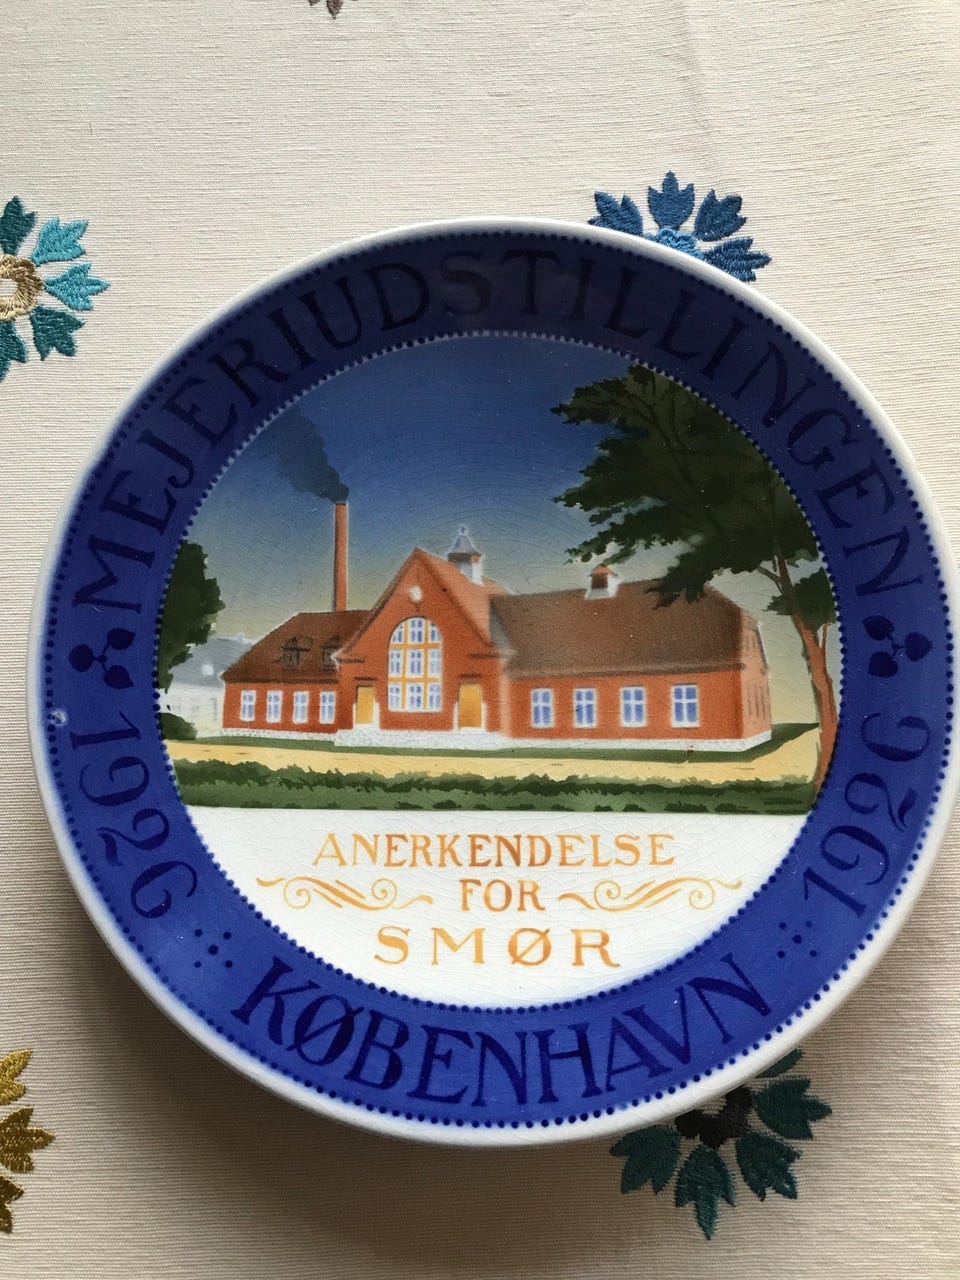 MEJERIUDSTILLINGEN
1926
1926
KØBENHAVN
ANERKENDELSE
FOR
SMØR